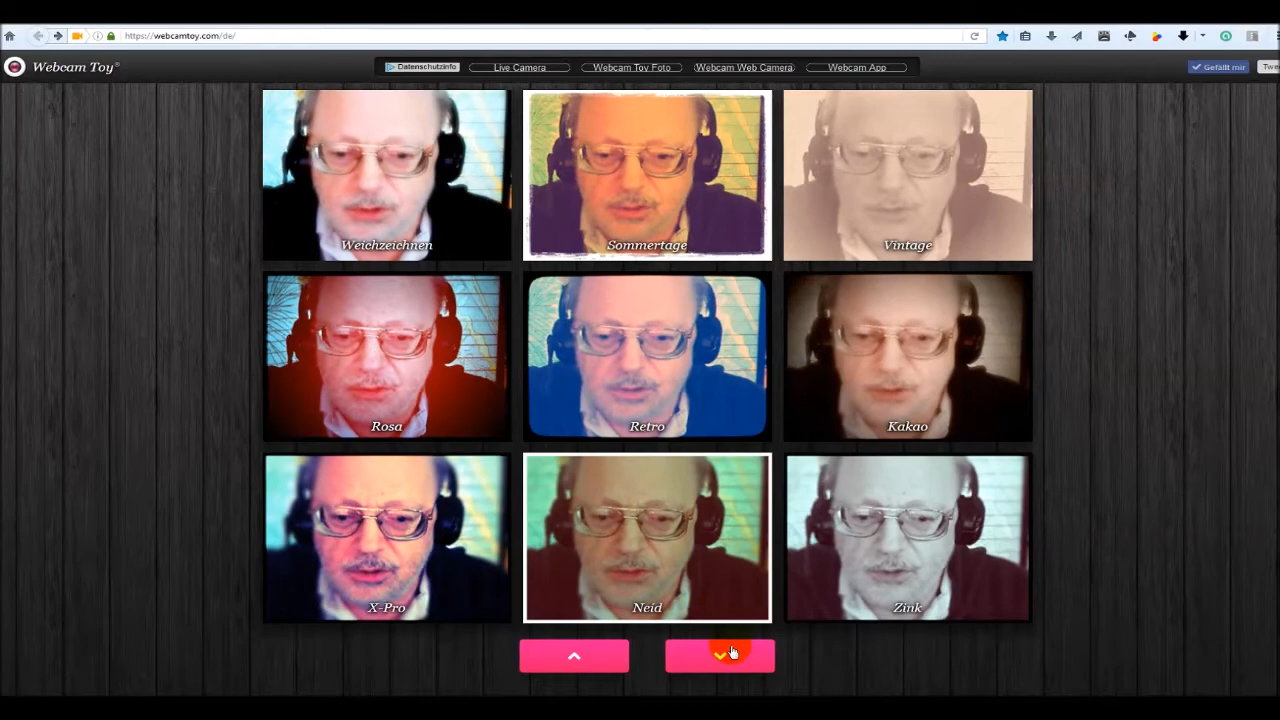 https://webcamtoy.com/de/
Webcam Toy®
Datenschutzinfo
Live Camera
Webcam Toy Foto
Webcam Web Camera
Webcam App
Gefällt mir
Twe
Weichzeichnen
Sommertage
Vintage
Rosa
Retro
Kakao
X-Pro
Neid
Zink